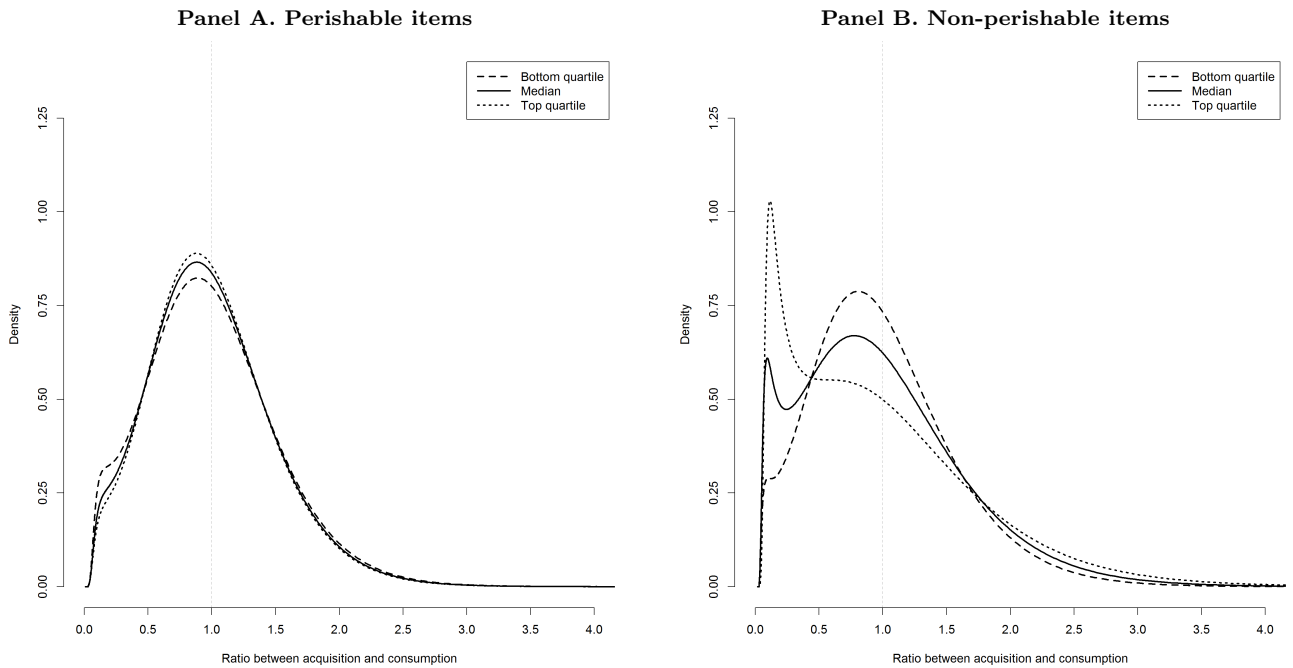 Panel A. Perishable items
Bottom quartile
Median
Top quartile
Density
0.00
0.25
0.50
0.75
1.00
1.25
0.0 0.5 1.0 1.5 2.0 2.5 3.0 3.5 4.0
Ratio between acquisition and consumption
Panel B. Non-perishable items
Bottom quartile
Median
Top quartile
Density
0.00
0.25
0.50
0.75
1.00
1.25
0.0 0.5 1.0 1.5 2.0 2.5 3.0 3.5 4.0
Ratio between acquisition and consumption